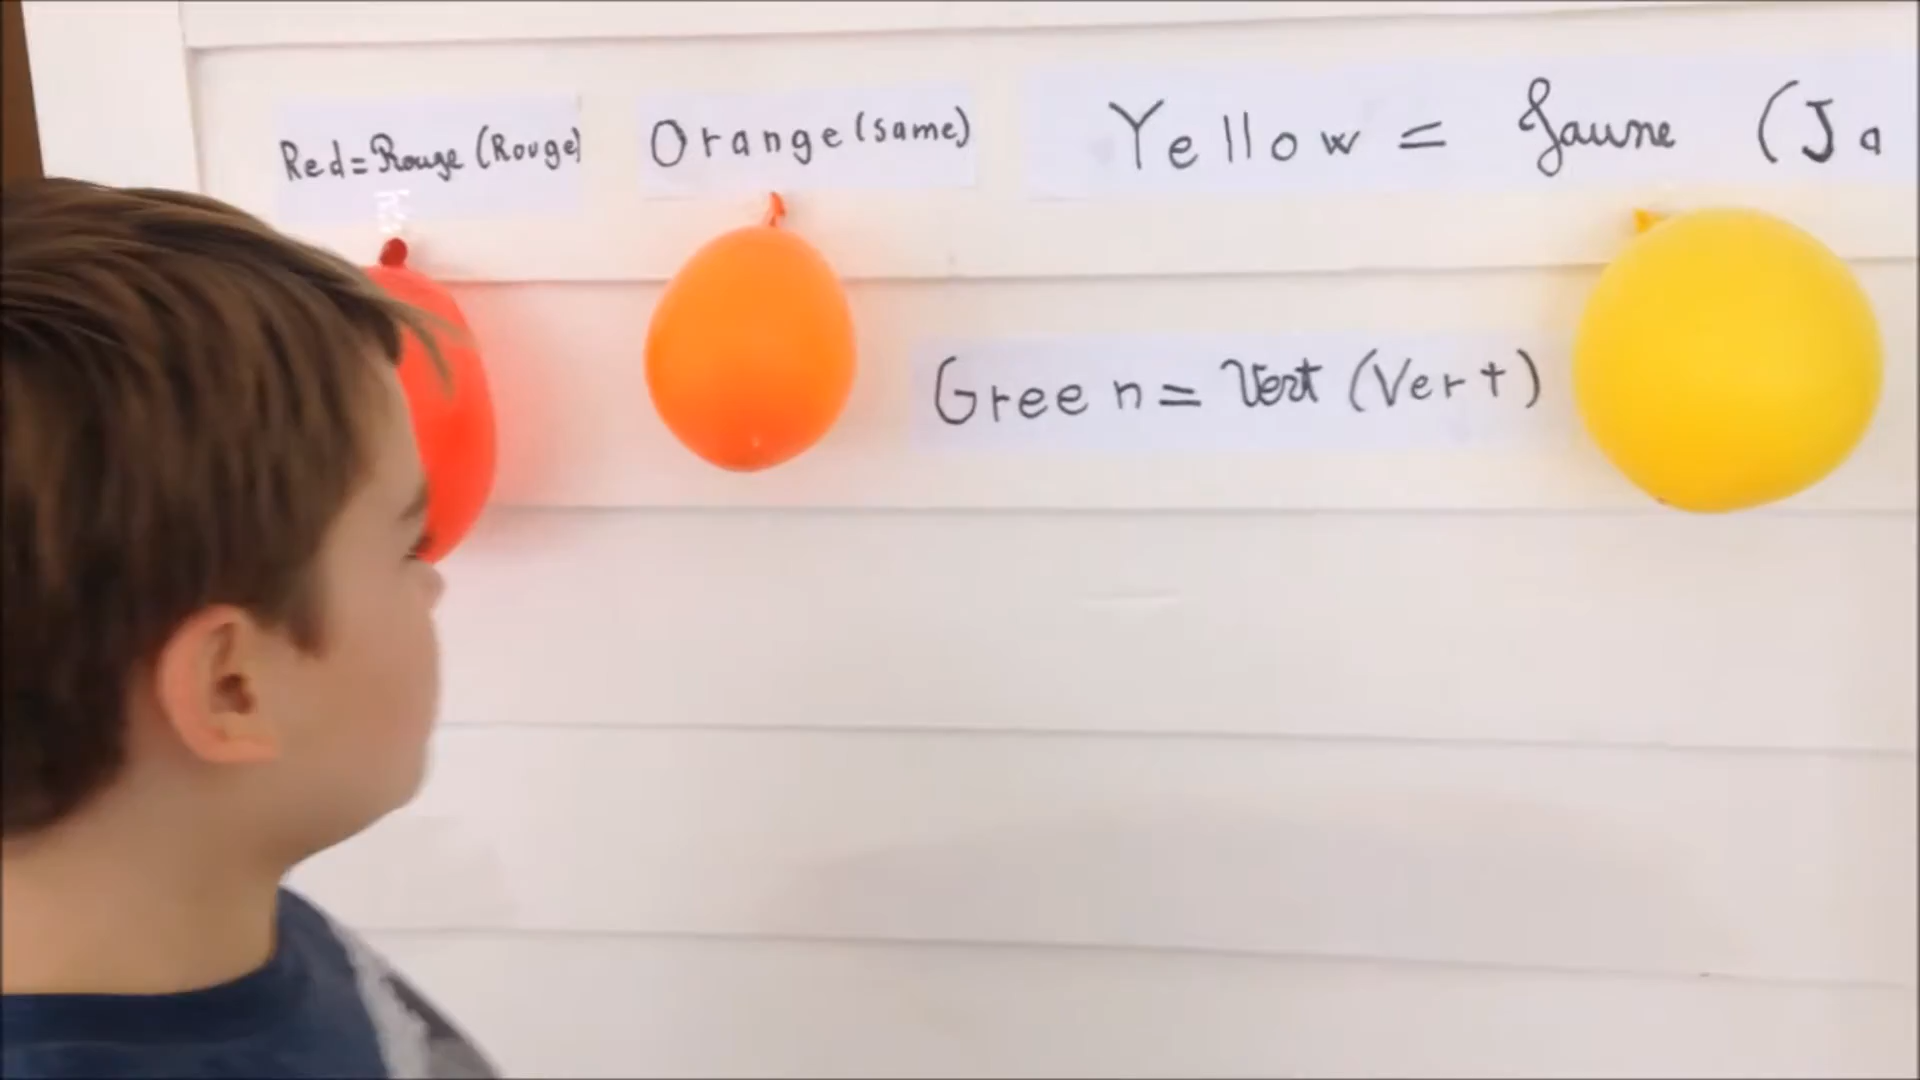 Red=Rouge (Rouge)
Orange (same)
Yellow = Jaune (Ja
Green = Vert (Vert)